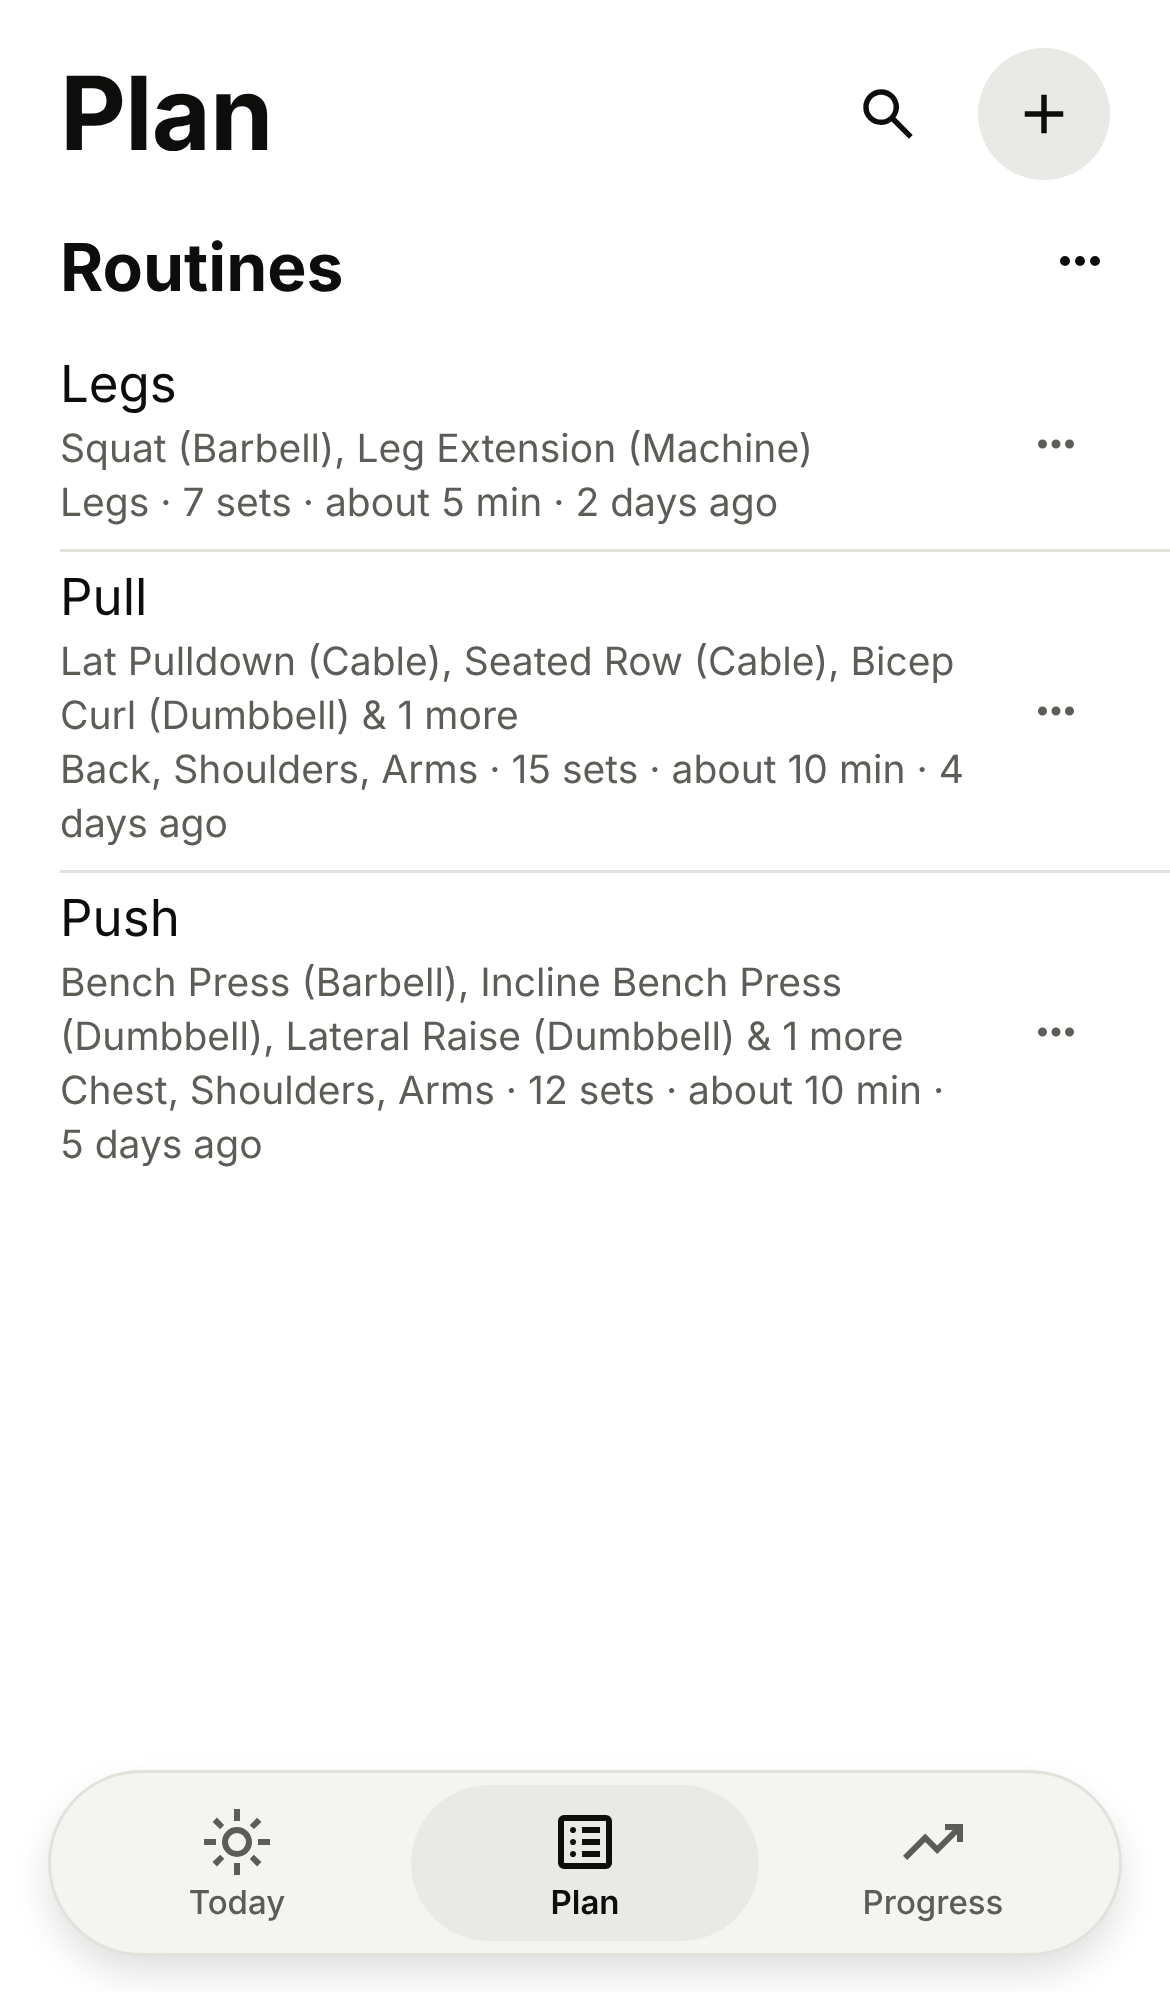 Plan
Routines
Legs
Squat (Barbell), Leg Extension (Machine)
Legs · 7 sets · about 5 min · 2 days ago
Pull
Lat Pulldown (Cable), Seated Row (Cable), Bicep
Curl (Dumbbell) & 1 more
Back, Shoulders, Arms · 15 sets · about 10 min · 4
days ago
Push
Bench Press (Barbell), Incline Bench Press
(Dumbbell), Lateral Raise (Dumbbell) & 1 more
Chest, Shoulders, Arms · 12 sets · about 10 min ·
5 days ago
Today
Plan
Progress